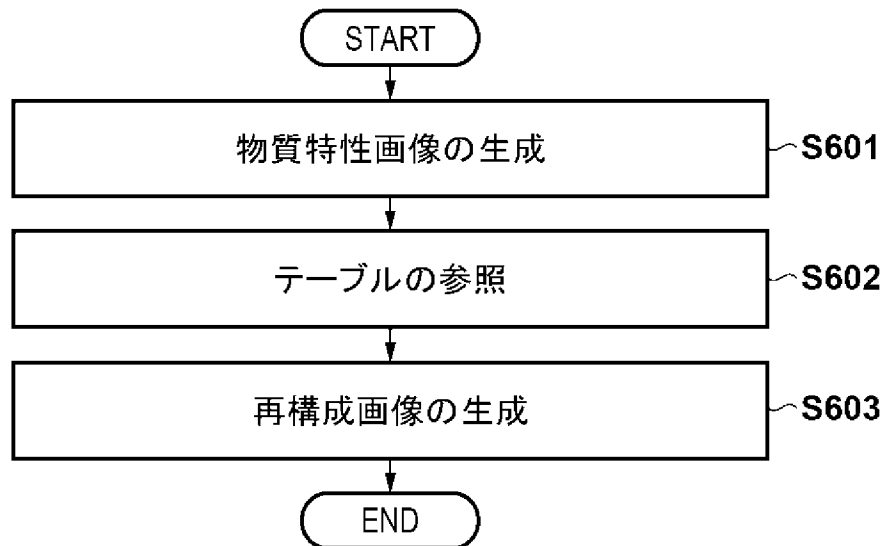 START
物質特性画像の生成
S601
テーブルの参照
S602
再構成画像の生成
S603
END